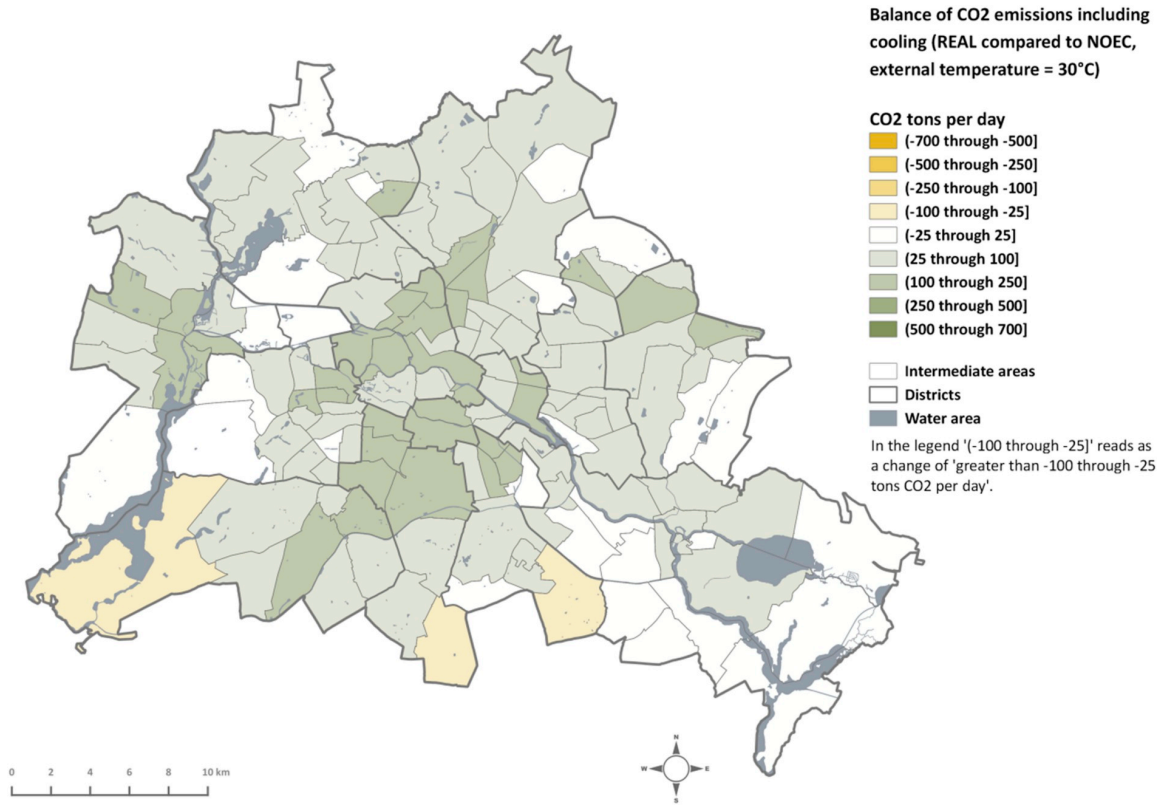 Balance of CO2 emissions including
cooling (REAL compared to NOEC,
external temperature = 30°C)
CO2 tons per day
(-700 through -500]
(-500 through -250]
(-250 through -100]
(-100 through -25]
(-25 through 25]
(25 through 100]
(100 through 250]
(250 through 500]
(500 through 700]
Intermediate areas
Districts
Water area
In the legend '(-100 through -25]' reads as
a change of 'greater than -100 through -25
tons CO2 per day'.
0 2 4 6 8 10 km
N
W E
S